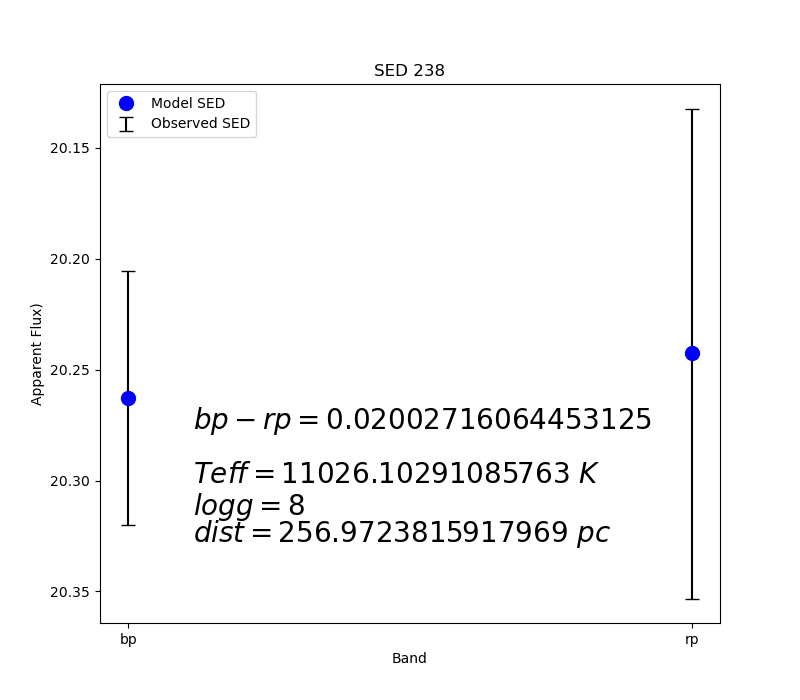 SED 238
Model SED
Observed SED
20.15
20.20
20.25
20.30
20.35
Apparent Flux)
bp − rp = 0.02002716064453125
Teff = 11026.10291085763 K
logg = 8
dist = 256.9723815917969 pc
bp
rp
Band